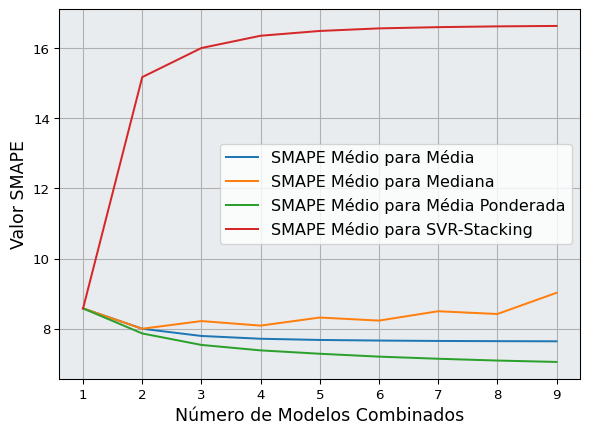 16
14
12
10
8
Valor SMAPE
SMAPE Médio para Média
SMAPE Médio para Mediana
SMAPE Médio para Média Ponderada
SMAPE Médio para SVR-Stacking
1 2 3 4 5 6 7 8 9
Número de Modelos Combinados